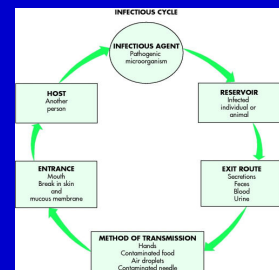 INFECTIOUS CYCLE
INFECTIOUS AGENT
Pathogenic
microorganism
RESERVOIR
Infected
individual or
animal
EXIT ROUTE
Secretions
Feces
Blood
Urine
METHOD OF TRANSMISSION
Hands
Contaminated food
Air droplets
Contaminated needle
ENTRANCE
Mouth
Break in skin
and
mucous membrane
HOST
Another
person